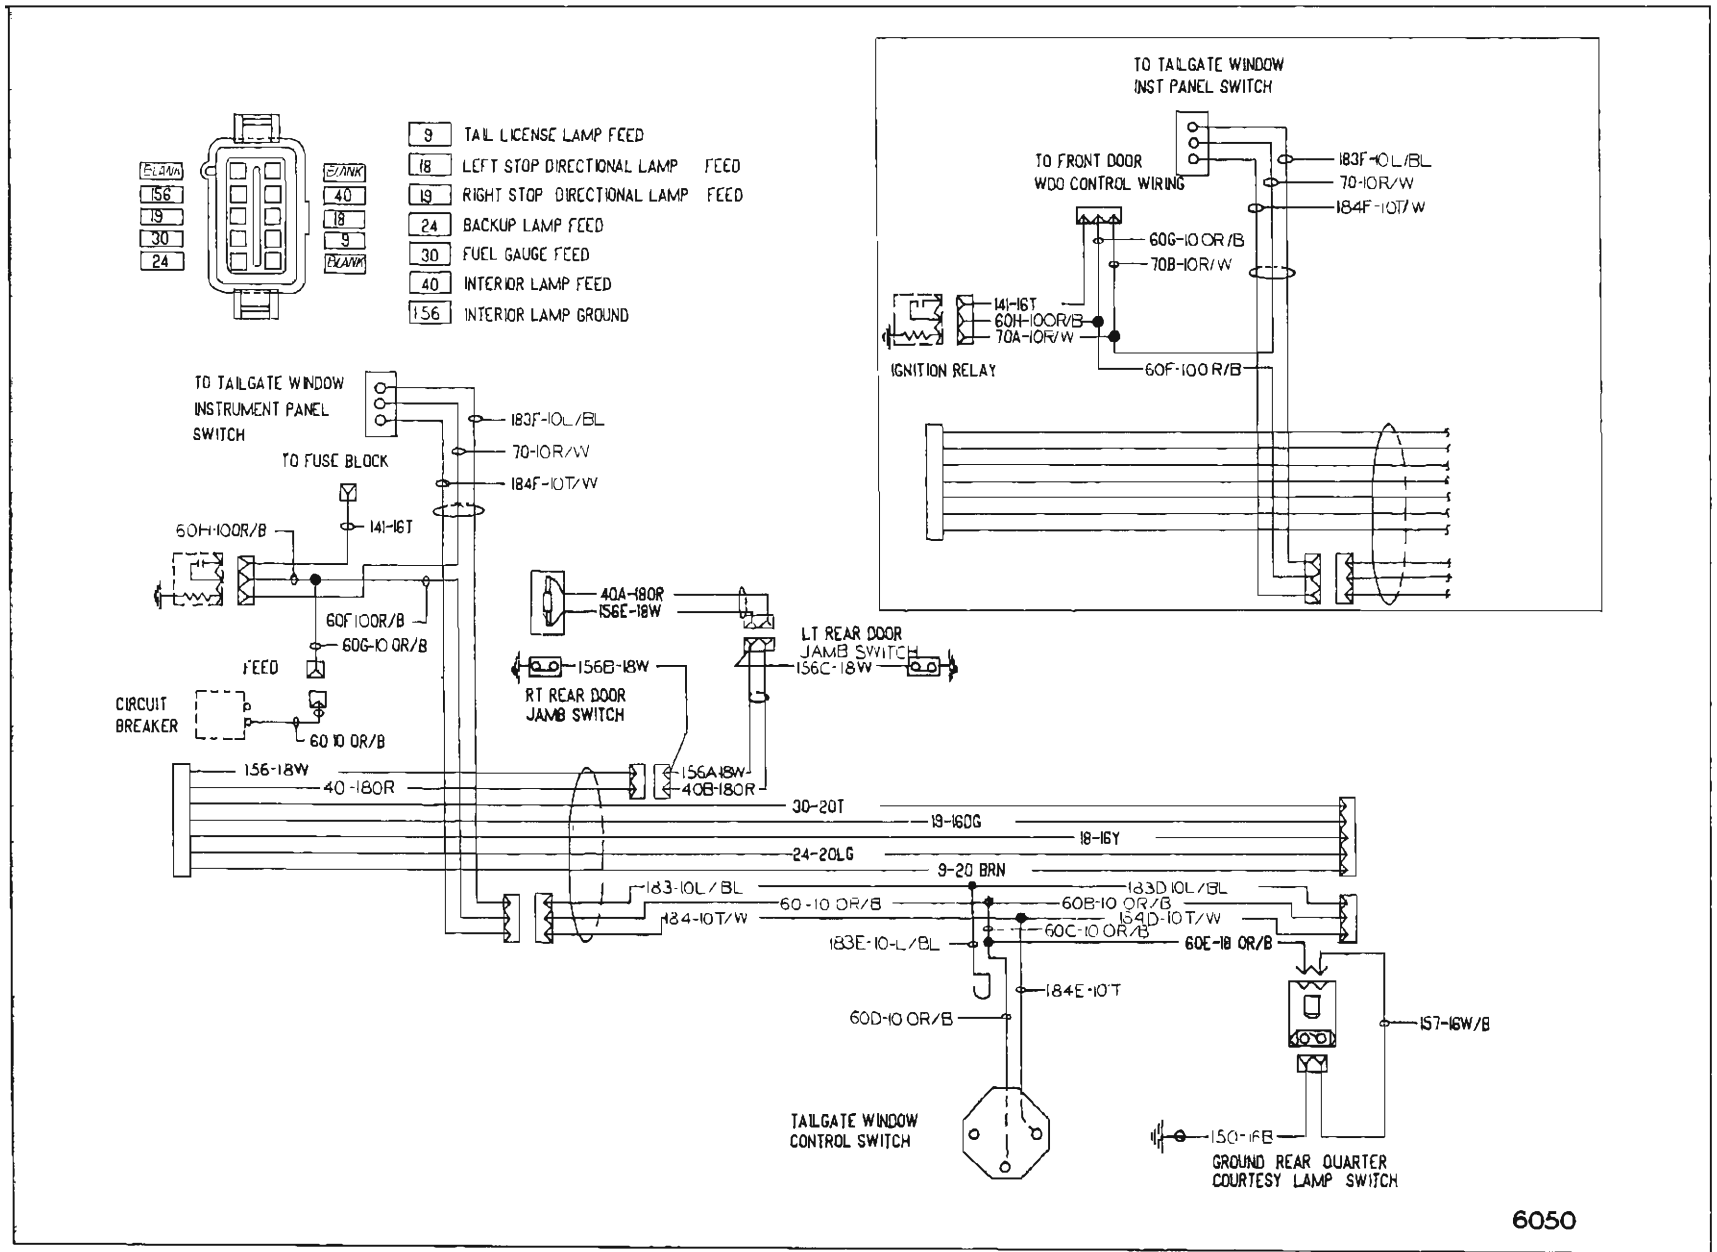 BLANK
156
19
30
24
BLANK
40
18
9
BLANK
9 TAIL LICENSE LAMP FEED
18 LEFT STOP DIRECTIONAL LAMP FEED
19 RIGHT STOP DIRECTIONAL LAMP FEED
24 BACKUP LAMP FEED
30 FUEL GAUGE FEED
40 INTERIOR LAMP FEED
156 INTERIOR LAMP GROUND
TO TAILGATE WINDOW
INST PANEL SWITCH
TO FRONT DOOR
WDO CONTROL WIRING
183F-10L/BL
70-10R/W
184F-10T/W
60G-10 OR/B
70B-10R/W
141-16T
60H-10OR/B
70A-10R/W
IGNITION RELAY
60F-10O R/B
TO TAILGATE WINDOW
INSTRUMENT PANEL
SWITCH
183F-10L/BL
70-10R/W
184F-10T/W
TO FUSE BLOCK
141-16T
60H-10OR/B
60F10OR/B
60G-10 OR/B
FEED
CIRCUIT
BREAKER
60 10 OR/B
40A-18OR
156E-18W
LT REAR DOOR
JAMB SWITCH
156B-18W
156C-18W
RT REAR DOOR
JAMB SWITCH
156-18W
156A-18W
40-18OR
40B-18OR
30-20T
19-16DG
18-16Y
24-20LG
9-20 BRN
183-10L/BL
183D 10L/BL
60-10 OR/B
60B-10 OR/B
184-10T/W
184D-10T/W
60C-10 OR/B
183E-10-L/BL
60E-18 OR/B
184E-10T
60D-10 OR/B
157-16W/B
TAILGATE WINDOW
CONTROL SWITCH
150-16B
GROUND REAR QUARTER
COURTESY LAMP SWITCH
6050